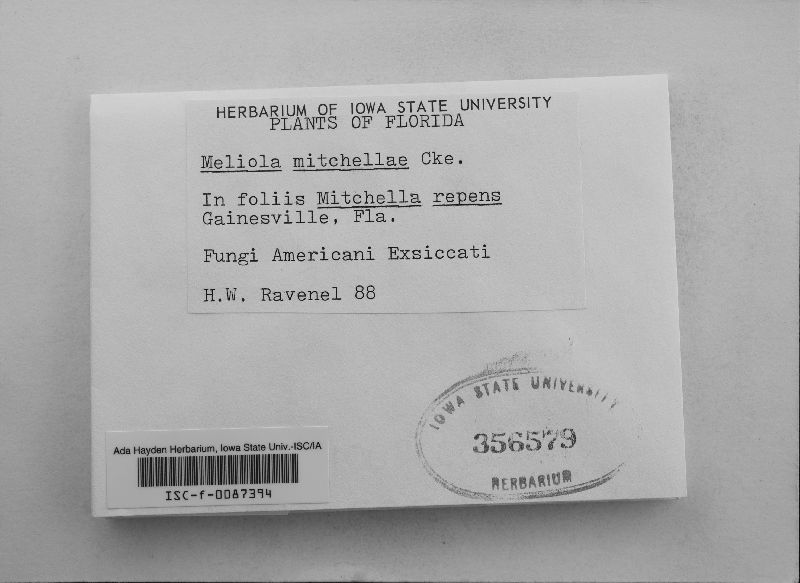 HERBARIUM OF IOWA STATE UNIVERSITY
PLANTS OF FLORIDA
Meliola mitchellae Cke.
In foliis Mitchella repens
Gainesville, Fla.
Fungi Americani Exsiccati
H.W. Ravenel 88
IOWA STATE UNIVERSITY
356579
HERBARIUM
Ada Hayden Herbarium, Iowa State Univ.-ISC/IA
ISC-f-0087394